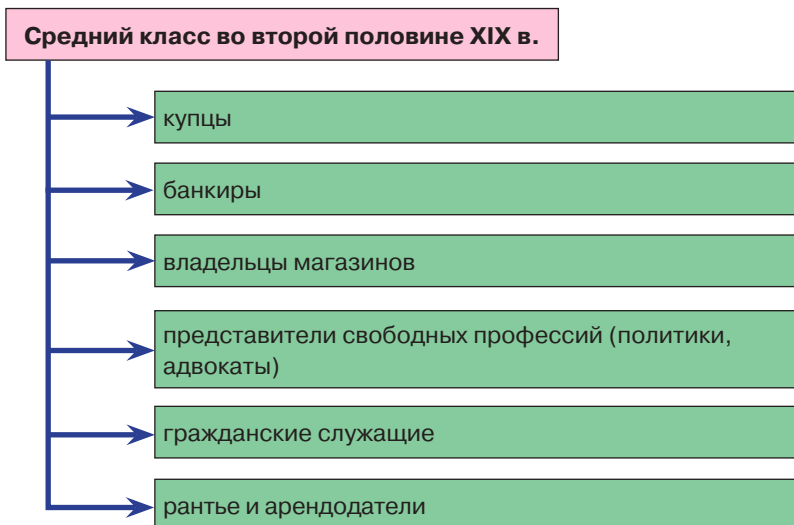 Средний класс во второй половине XIX в.
купцы
банкиры
владельцы магазинов
представители свободных профессий (политики,
адвокаты)
гражданские служащие
рантье и арендодатели